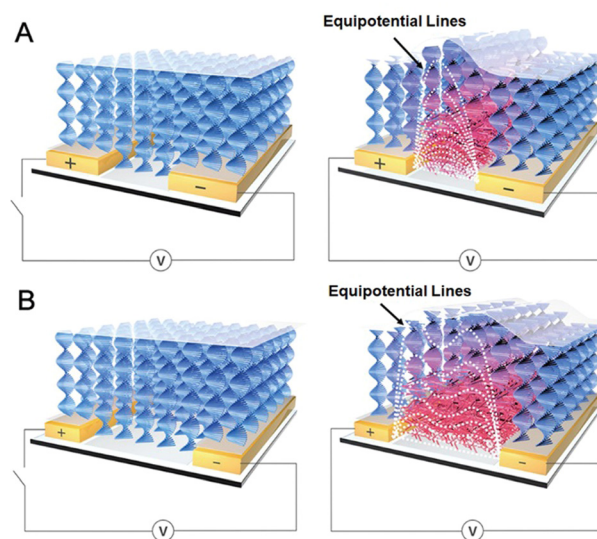 A
Equipotential Lines
+
−
+
−
V
V
B
Equipotential Lines
+
−
+
−
V
V